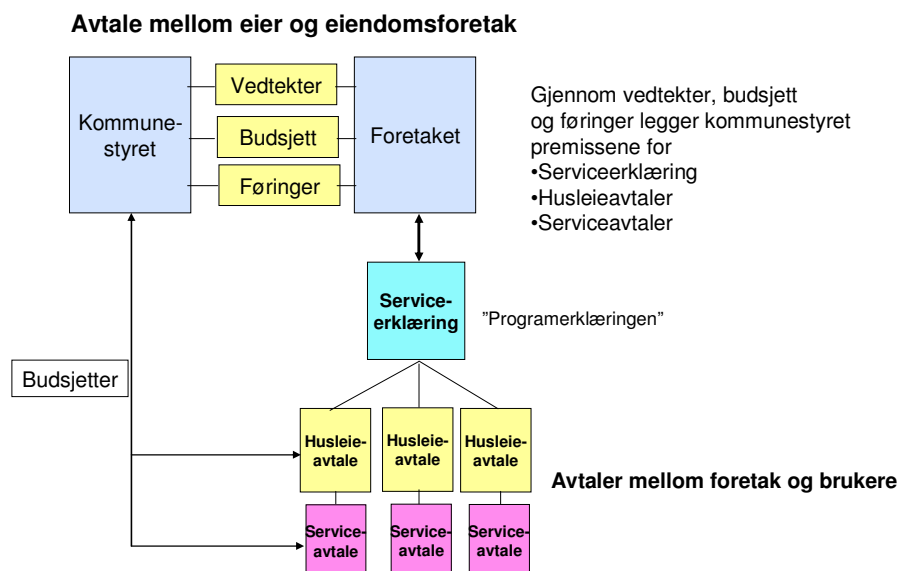 Avtale mellom eier og eiendomsforetak
Kommune-
styret
Vedtekter
Budsjett
Føringer
Foretaket
Gjennom vedtekter, budsjett
og føringer legger kommunestyret
premissene for
•Serviceerklæring
•Husleieavtaler
•Serviceavtaler
Service-
erklæring
”Programerklæringen”
Budsjetter
Husleie-
avtale
Husleie-
avtale
Husleie-
avtale
Avtaler mellom foretak og brukere
Service-
avtale
Service-
avtale
Service-
avtale